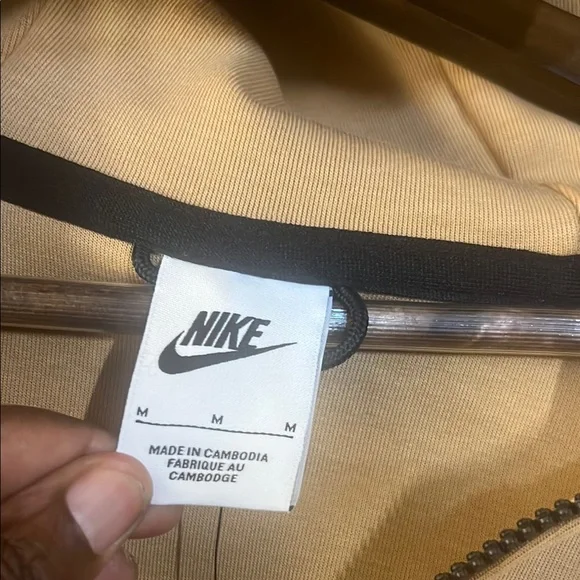 NIKE
M M M
MADE IN CAMBODIA
FABRIQUE AU
CAMBODGE